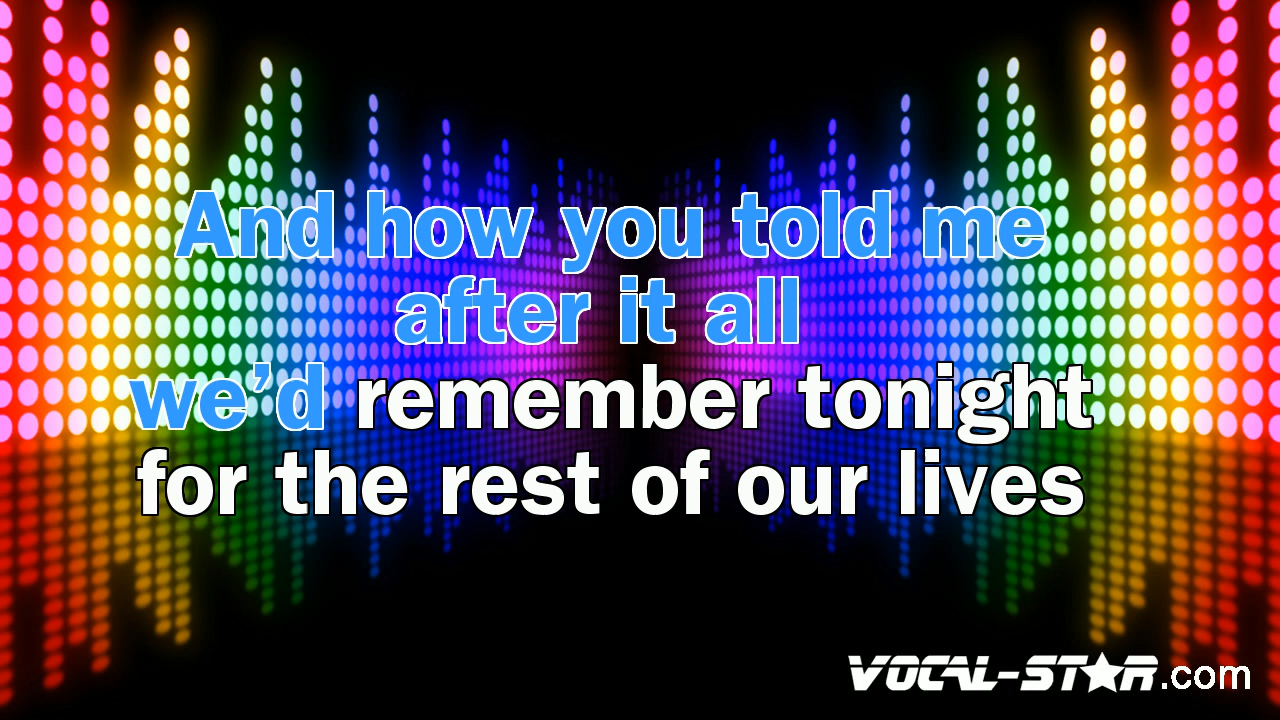 And how you told me
after it all
we’d remember tonight
for the rest of our lives
VOCAL-STAR.com